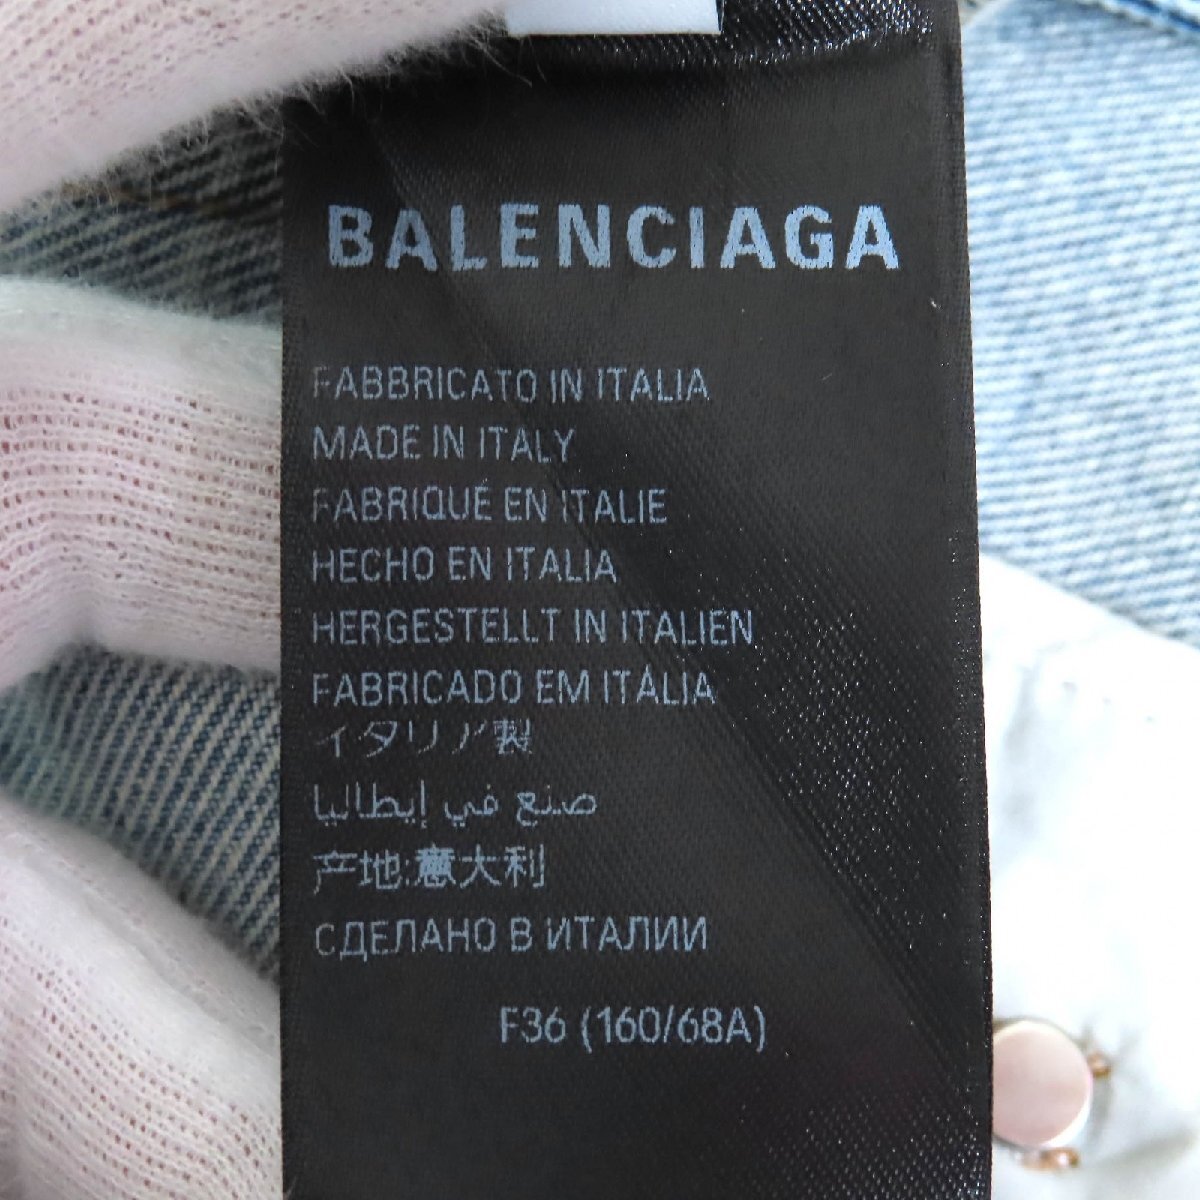 BALENCIAGA
FABBRICATO IN ITALIA
MADE IN ITALY
FABRIQUÉ EN ITALIE
HECHO EN ITALIA
HERGESTELLT IN ITALIEN
FABRICADO EM ITÁLIA
イタリア製
صنع في إيطاليا
产地:意大利
СДЕЛАНО В ИТАЛИИ
F36 (160/68A)